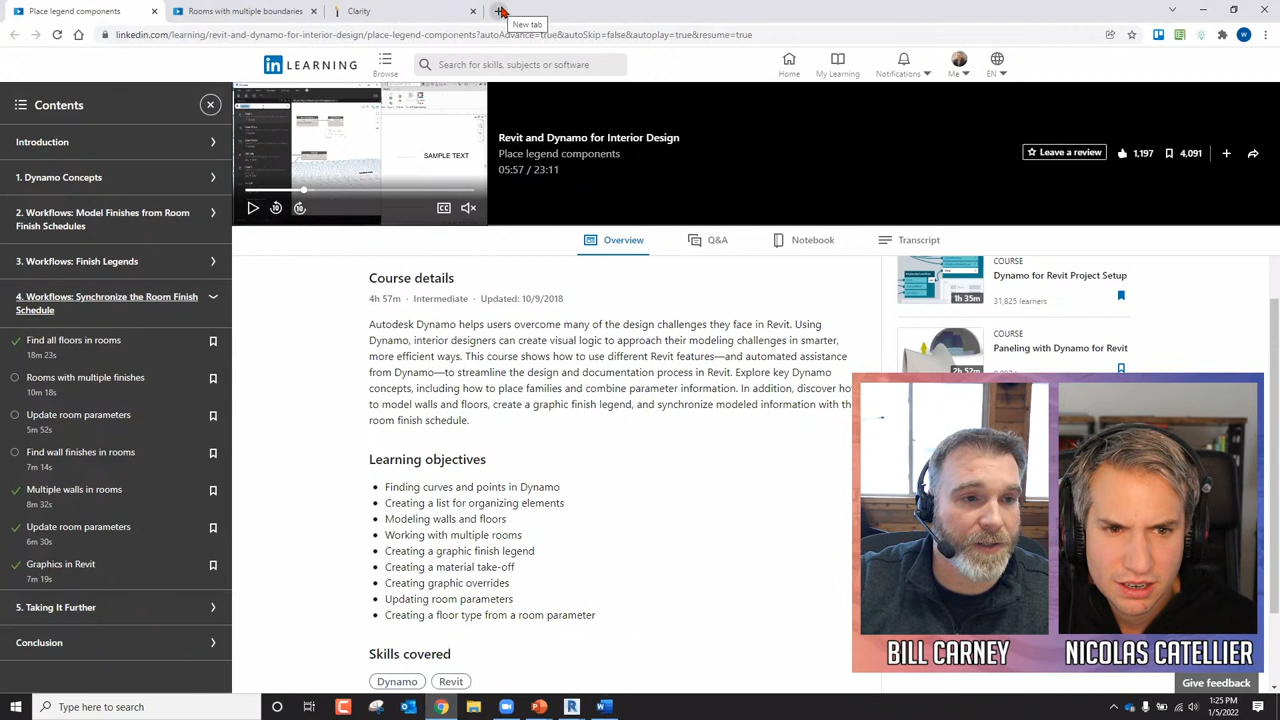 Place legend components
Rooms with multiple boundaries
Clarity
New tab
linkedin.com/learning/revit-and-dynamo-for-interior-design/place-legend-components?autoAdvance=true&autoSkip=false&autoplay=true&resume=true
W
in LEARNING
Browse
Search for skills, subjects or software
Home
My Learning
Notifications
Me
EN
Contents
Introduction
1. Dynamo Concepts
2. Workflows: Model Finishes from Room
Finish Schedules
3. Workflows: Finish Legends
Schedule
Find all floors in rooms
18m 23s
Rooms with multiple finishes
10m 18s
Update room parameters
5m 52s
Find wall finishes in rooms
7m 14s
Multiple walls in rooms
8m 32s
Update room parameters
6m 30s
Graphics in Revit
7m 19s
5. Taking It Further
Conclusion
SAMPLE TEXT
10
10
CC
Revit and Dynamo for Interior Design
Place legend components
05:57 / 23:11
Leave a review
Overview
Q&A
Notebook
Transcript
Course details
4h 57m · Intermediate · Updated: 10/9/2018
Autodesk Dynamo helps users overcome many of the design challenges they face in Revit. Using
Dynamo, interior designers can create visual logic to approach their modeling challenges in smarter,
more efficient ways. This course shows how to use different Revit features—and automated assistance
from Dynamo—to streamline the design and documentation process in Revit. Explore key Dynamo
concepts, including how to place families and combine parameter information. In addition, discover how
to model walls and floors, create a graphic finish legend, and synchronize modeled information with the
room finish schedule.
Learning objectives
• Finding curves and points in Dynamo
• Creating a list for organizing elements
• Modeling walls and floors
• Working with multiple rooms
• Creating a graphic finish legend
• Creating a material take-off
• Creating graphic overrides
• Updating room parameters
• Creating a floor type from a room parameter
Skills covered
Dynamo
Revit
COURSE
Dynamo for Revit Project Setup
1h 35m
31,825 learners
COURSE
Paneling with Dynamo for Revit
2h 52m
BILL CARNEY
NICOLAS CATELLIER
Give feedback
Type here to search
1:25 PM
1/5/2022